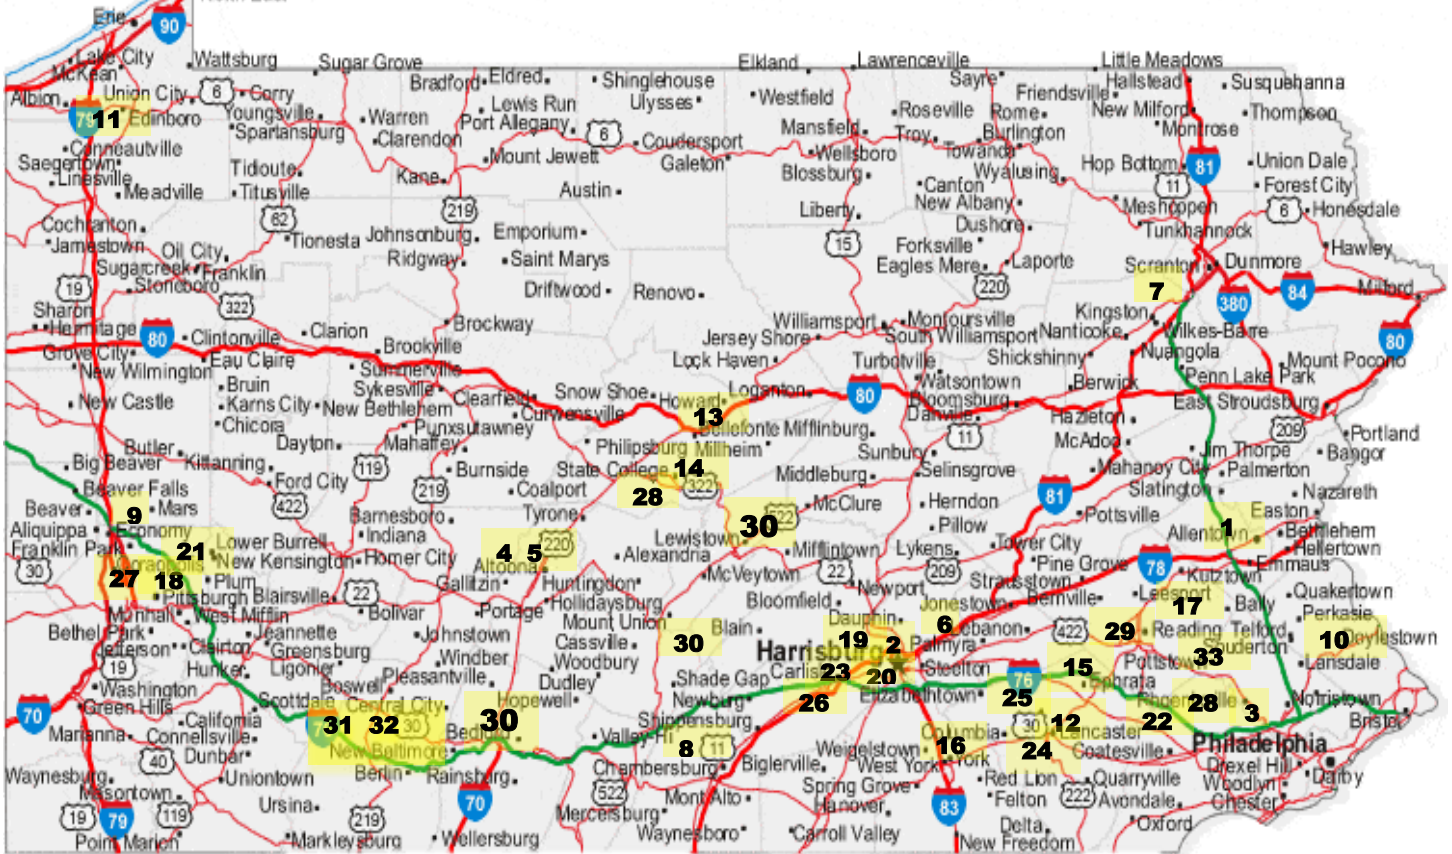 Erie
90
Lake City
Wattsburg
Sugar Grove
Elkland
Lawrenceville
Little Meadows
McKean
Bradford
Eldred
Shinglehouse
Sayre
Hallstead
Susquehanna
Albion
Union City
6
Corry
Lewis Run
Ulysses
Westfield
Friendsville
79
11
Edinboro
Youngsville
Warren
Port Allegany
Roseville
Rome
New Milford
Thompson
Spartansburg
Clarendon
6
Coudersport
Mansfield
Troy
Burlington
Montrose
Conneautville
Mount Jewett
Galeton
Wellsboro
Towanda
Saegertown
Tidioute
Kane
Blossburg
Wyalusing
Hop Bottom
81
Union Dale
Linesville
Meadville
Titusville
Austin
Canton
11
Forest City
Cochranton
62
219
Liberty
New Albany
Meshoppen
6
Honesdale
Jamestown
Tionesta
Johnsonburg
Emporium
15
Dushore
Tunkhannock
Oil City
Ridgway
Saint Marys
Forksville
Hawley
Sugarcreek
Franklin
Eagles Mere
Laporte
Scranton
Dunmore
19
Stoneboro
Driftwood
Renovo
220
7
380
84
Milford
Sharon
322
Brockway
Williamsport
Montoursville
Kingston
Hermitage
80
Clintonville
Clarion
Jersey Shore
South Williamsport
Nanticoke
Wilkes-Barre
80
Grove City
Eau Claire
Brookville
Lock Haven
Turbotville
Shickshinny
Nuangola
Mount Pocono
New Wilmington
Summerville
Snow Shoe
Howard
Loganton
80
Watsontown
Berwick
Penn Lake Park
Bruin
Sykesville
Clearfield
Bloomsburg
New Castle
Karns City
New Bethlehem
Curwensville
13
Danville
Hazleton
East Stroudsburg
Chicora
Punxsutawney
Bellefonte
Mifflinburg
11
209
Portland
Butler
Dayton
Mahaffey
Philipsburg
Millheim
Sunbury
McAdoo
Jim Thorpe
Bangor
Big Beaver
Kittanning
119
Burnside
State College
14
Middleburg
Selinsgrove
Mahanoy City
Palmerton
Beaver Falls
Ford City
219
Coalport
28
322
81
Slatington
Nazareth
Beaver
9
Mars
422
Barnesboro
Tyrone
30
522
McClure
Herndon
Pottsville
1
Easton
Aliquippa
Economy
Indiana
Lewistown
Pillow
Allentown
Bethlehem
Franklin Park
21
Lower Burrell
Homer City
4
5
220
Alexandria
Mifflintown
Lykens
Tower City
Hellertown
30
New Kensington
Altoona
McVeytown
22
209
Pine Grove
78
Emmaus
27
18
Plum
22
Gallitzin
Huntingdon
Newport
Strausstown
Kutztown
Pittsburgh
Blairsville
Bolivar
Portage
Hollidaysburg
Bloomfield
Jonestown
Bernville
Leesport
17
Bally
Quakertown
Munhall
West Mifflin
Mount Union
Blain
Dauphin
6
Lebanon
422
29
Reading
Telford
Perkasie
Bethel Park
Jeannette
Johnstown
Cassville
30
19
2
Palmyra
33
Souderton
10
Doylestown
Jefferson
Clairton
Greensburg
Windber
Woodbury
Harrisburg
Steelton
Pottstown
Lansdale
19
Hunker
Ligonier
Pleasantville
Dudley
Shade Gap
Carlisle
23
20
76
15
Ephrata
Washington
Scottdale
Boswell
Hopewell
Newburg
26
Elizabethtown
25
28
3
Norristown
70
Green Hills
California
31
32
Central City
30
30
Bedford
Shippensburg
Columbia
30
12
Lancaster
22
Bristol
Marianna
Connellsville
New Baltimore
Valley Hi
8
11
Weigelstown
16
24
Coatesville
Philadelphia
Dunbar
40
Berlin
Rainsburg
Chambersburg
Biglerville
West York
York
Drexel Hill
Waynesburg
Uniontown
Red Lion
Quarryville
Woodlyn
Darby
Masontown
Ursina
70
522
Mont Alto
Spring Grove
83
Felton
222
Avondale
Chester
19
79
119
219
Mercersburg
Hanover
Delta
Oxford
Point Marion
Markleysburg
Wellersburg
Waynesboro
Carroll Valley
New Freedom